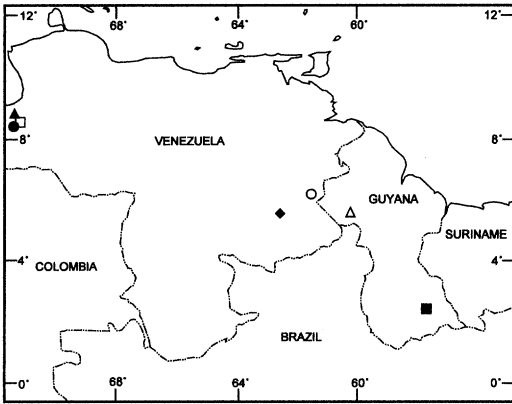 12° 68° 64° 60° 12°
8° VENEZUELA 8°
GUYANA
SURINAME
COLOMBIA 4° 4°
BRAZIL
0° 68° 64° 60° 0°